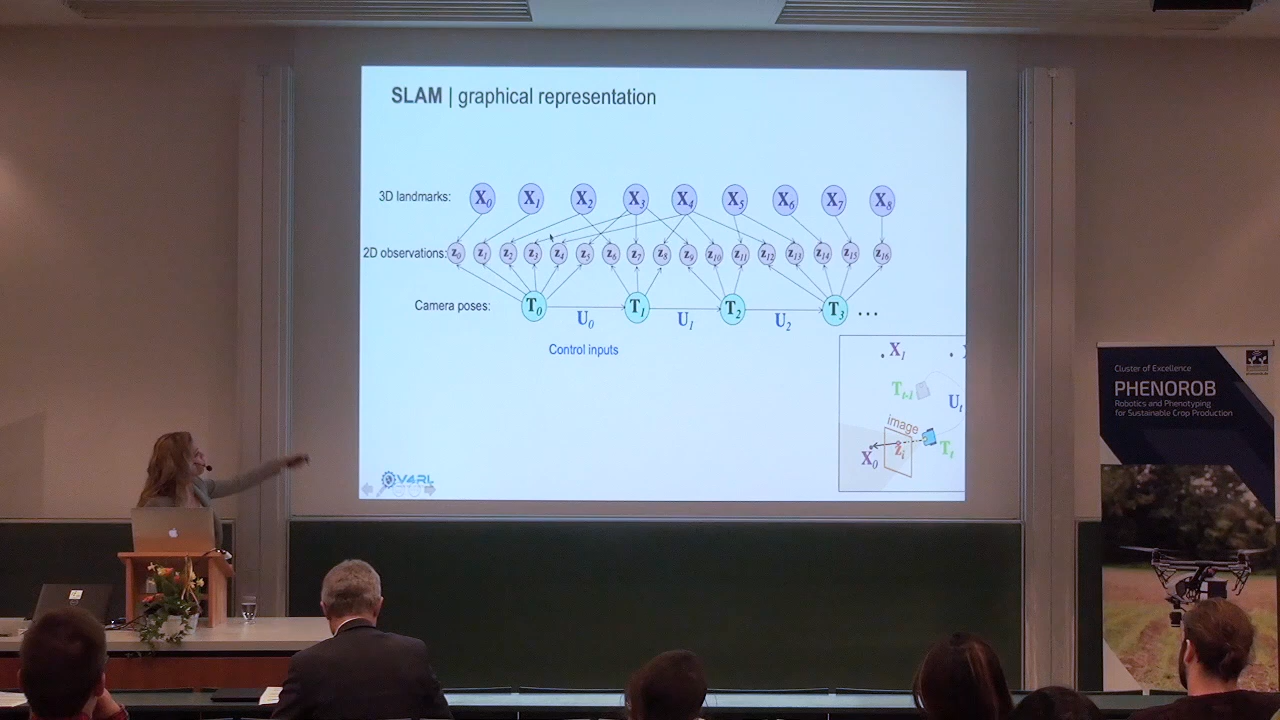 SLAM | graphical representation
3D landmarks: X0 X1 X2 X3 X4 X5 X6 X7 X8
2D observations: z0 z1 z2 z3 z4 z5 z6 z7 z8 z9 z10 z11 z12 z13 z14 z15 z16
Camera poses: T0 T1 T2 T3 ...
U0 U1 U2
Control inputs
X1
Tt-1
Ut
image
X0 zi Tt
V4RL
Cluster of Excellence
PHENOROB
Robotics and Phenotyping
for Sustainable Crop Production